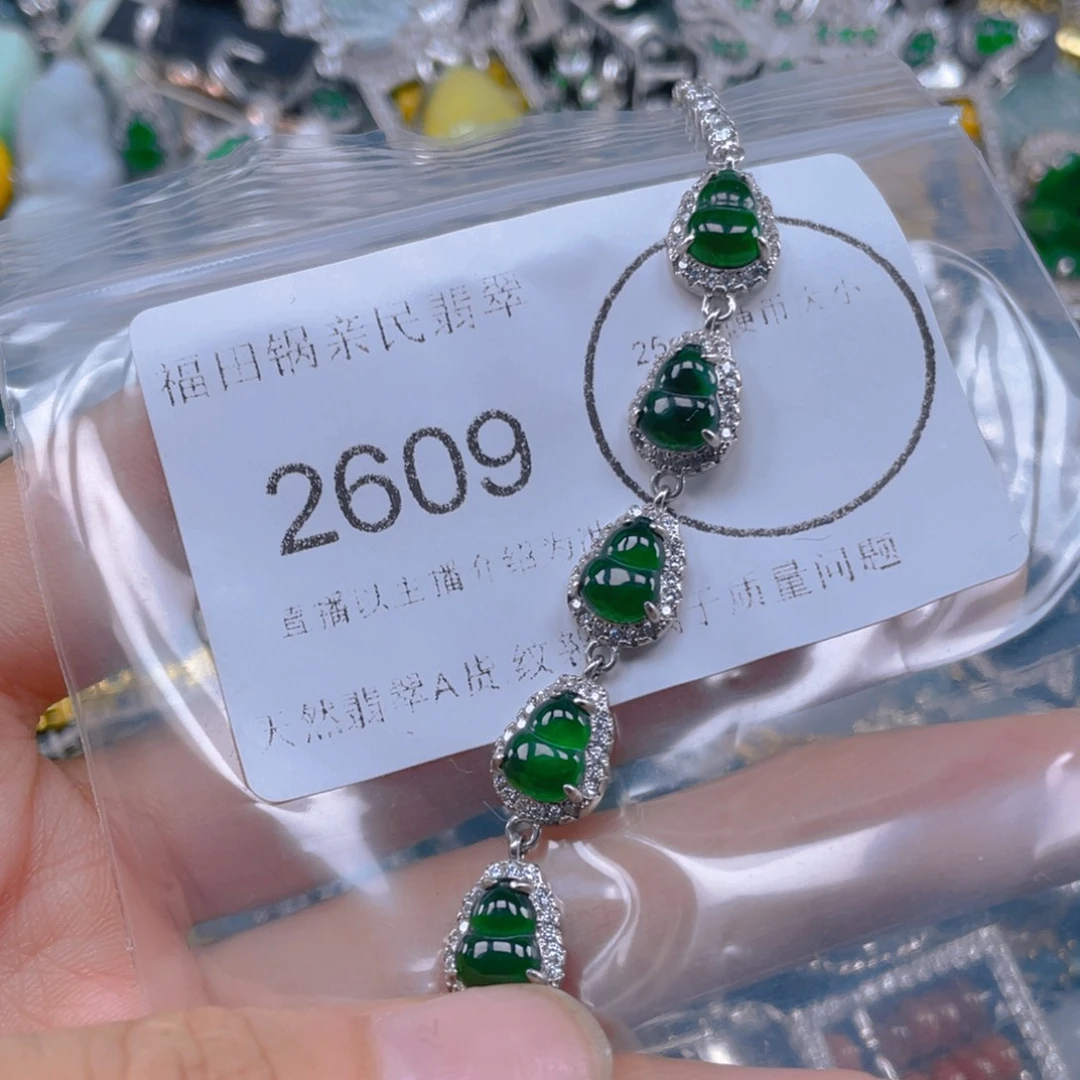 福田锅亲民翡翠
25 硬币大小
2609
直播以主播介绍为
天然翡翠A货 纹 于质量问题